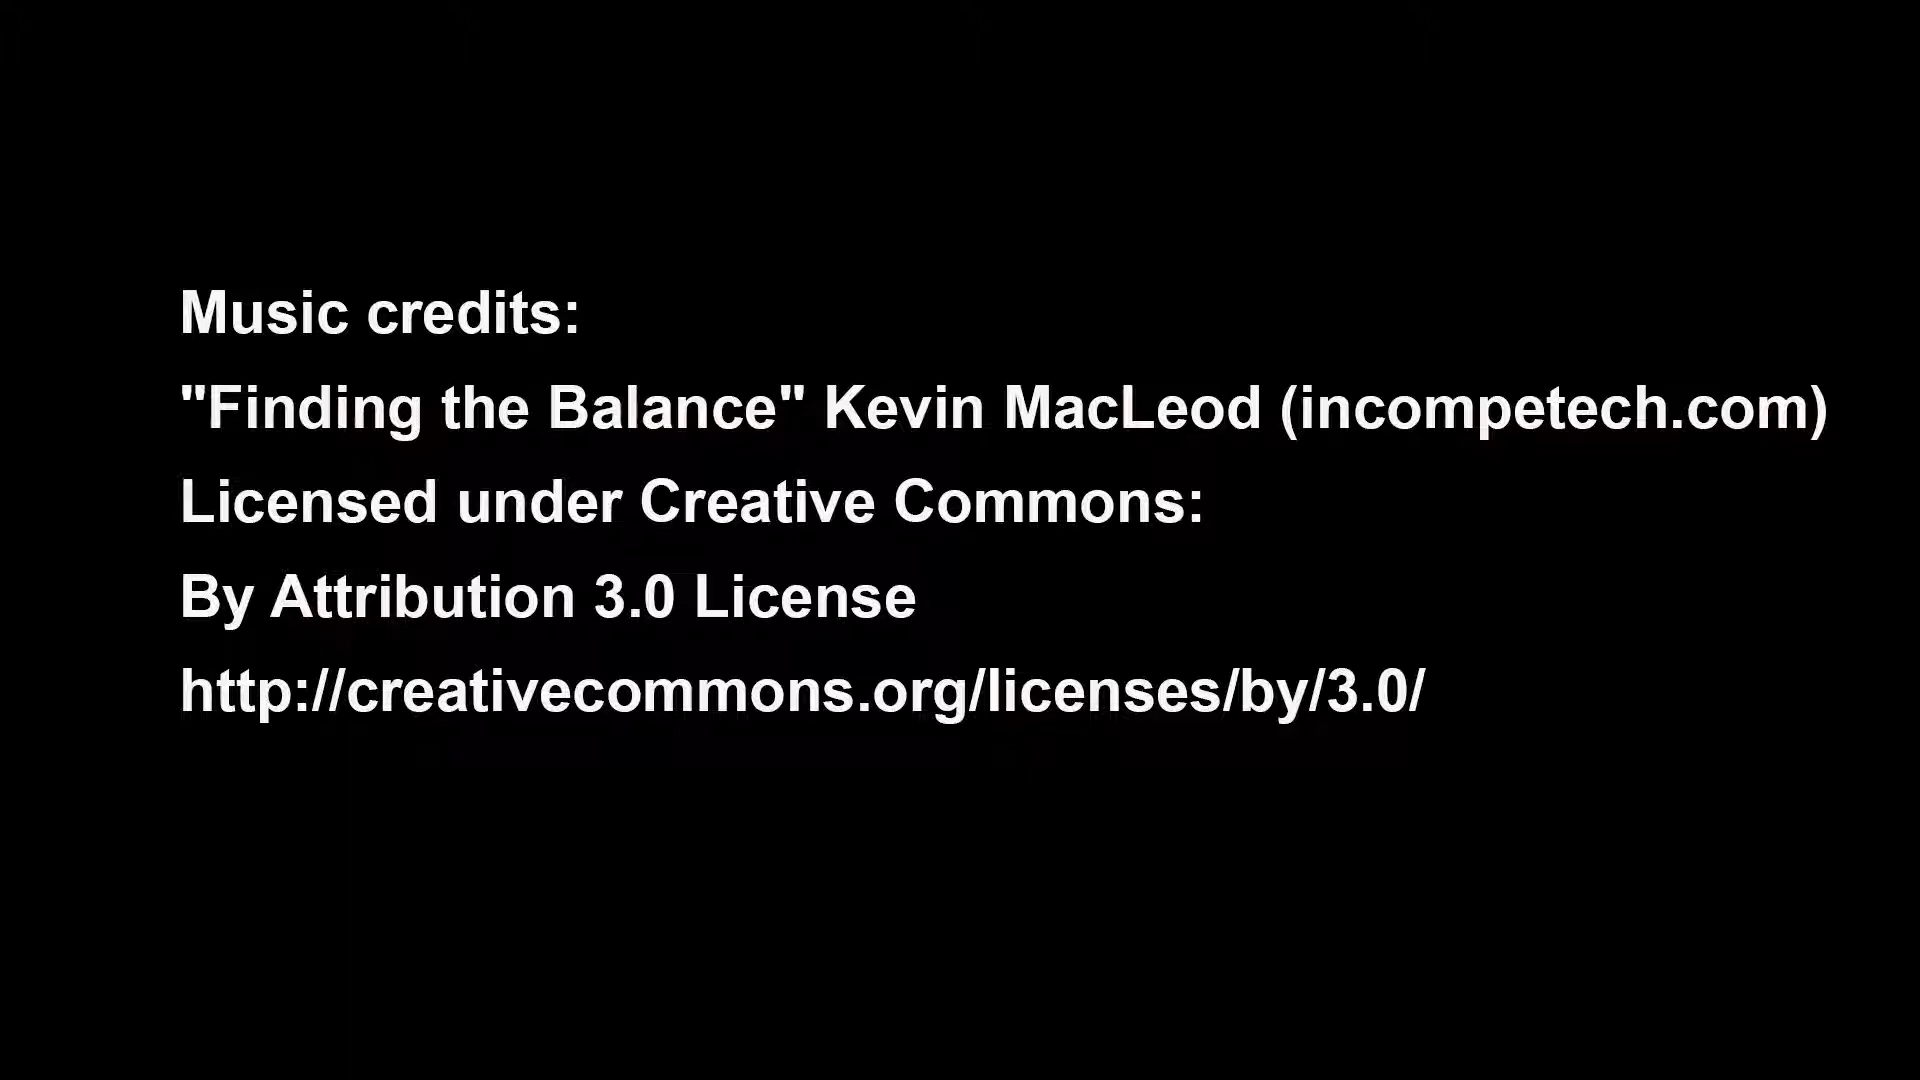 Music credits:
"Finding the Balance" Kevin MacLeod (incompetech.com)
Licensed under Creative Commons:
By Attribution 3.0 License
http://creativecommons.org/licenses/by/3.0/